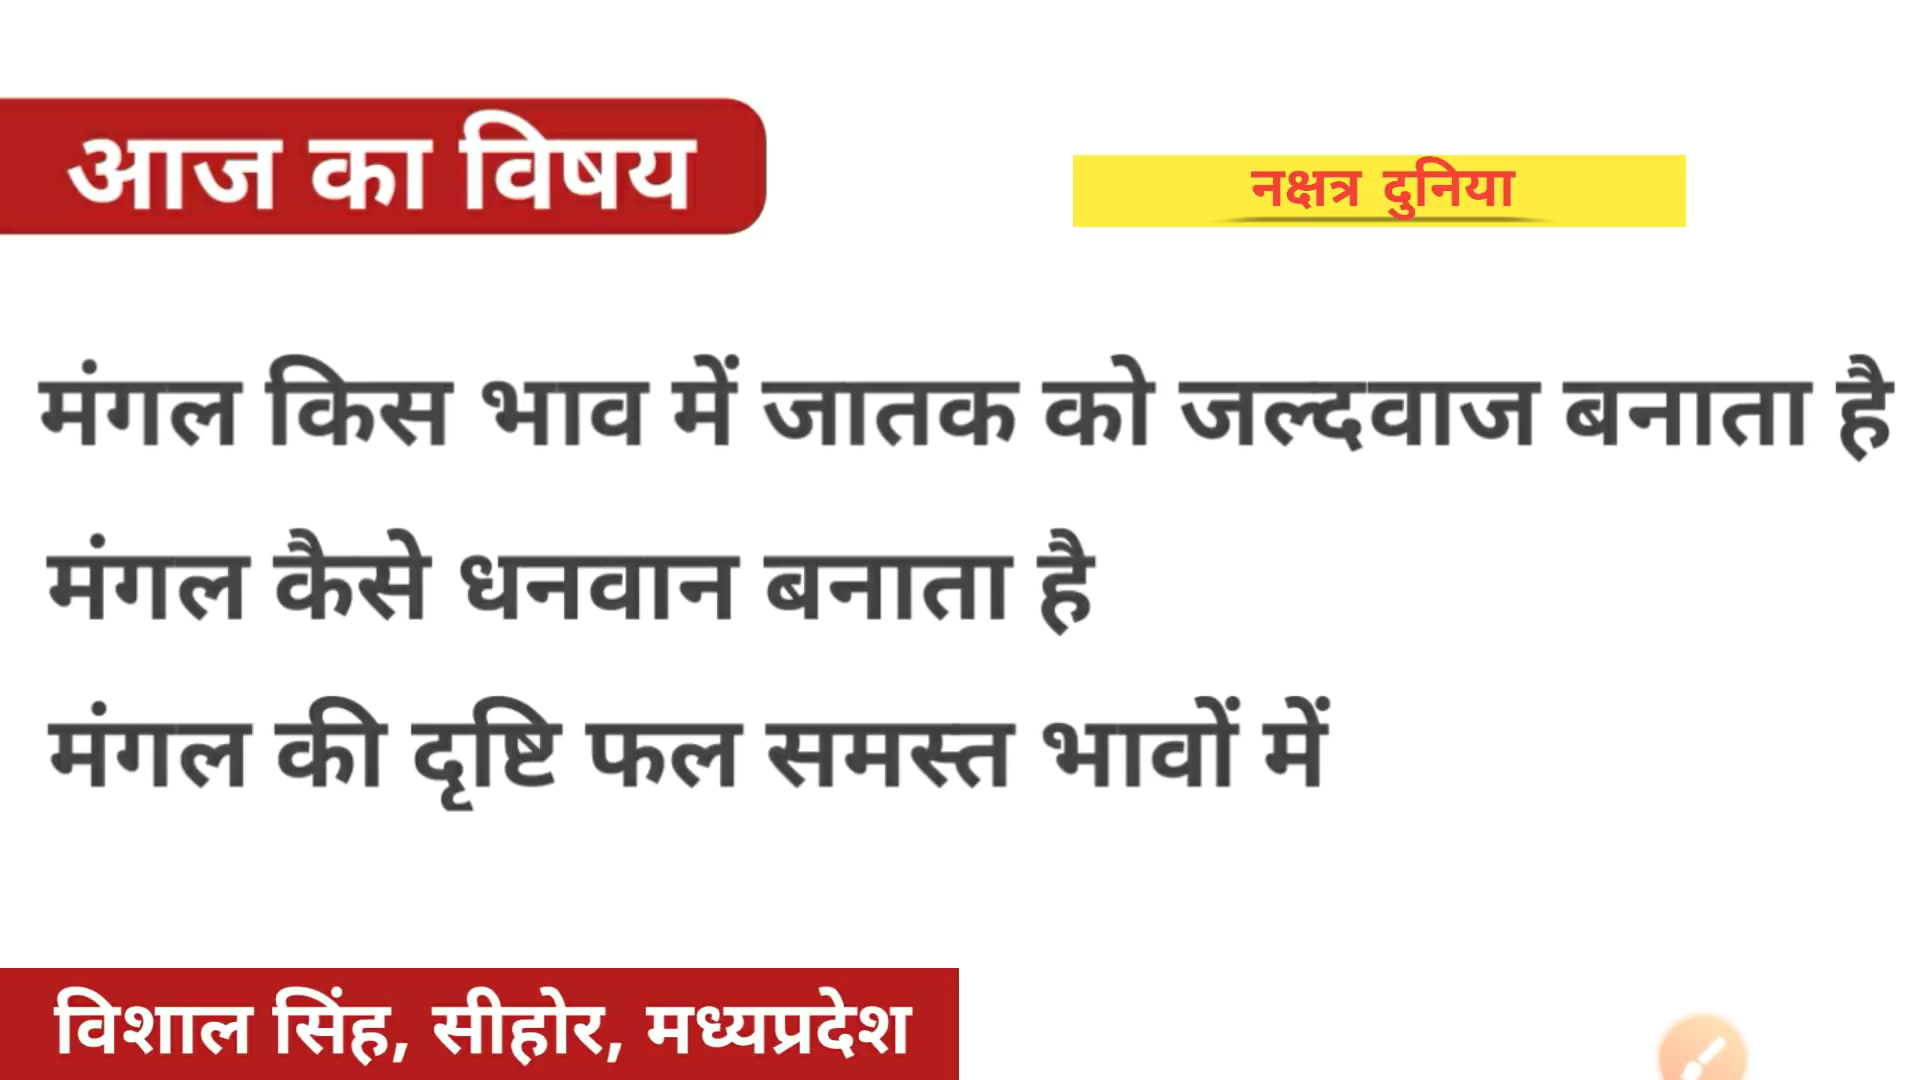 आज का विषय
नक्षत्र दुनिया
मंगल किस भाव में जातक को जल्दवाज बनाता है
मंगल कैसे धनवान बनाता है
मंगल की दृष्टि फल समस्त भावों में
विशाल सिंह, सीहोर, मध्यप्रदेश